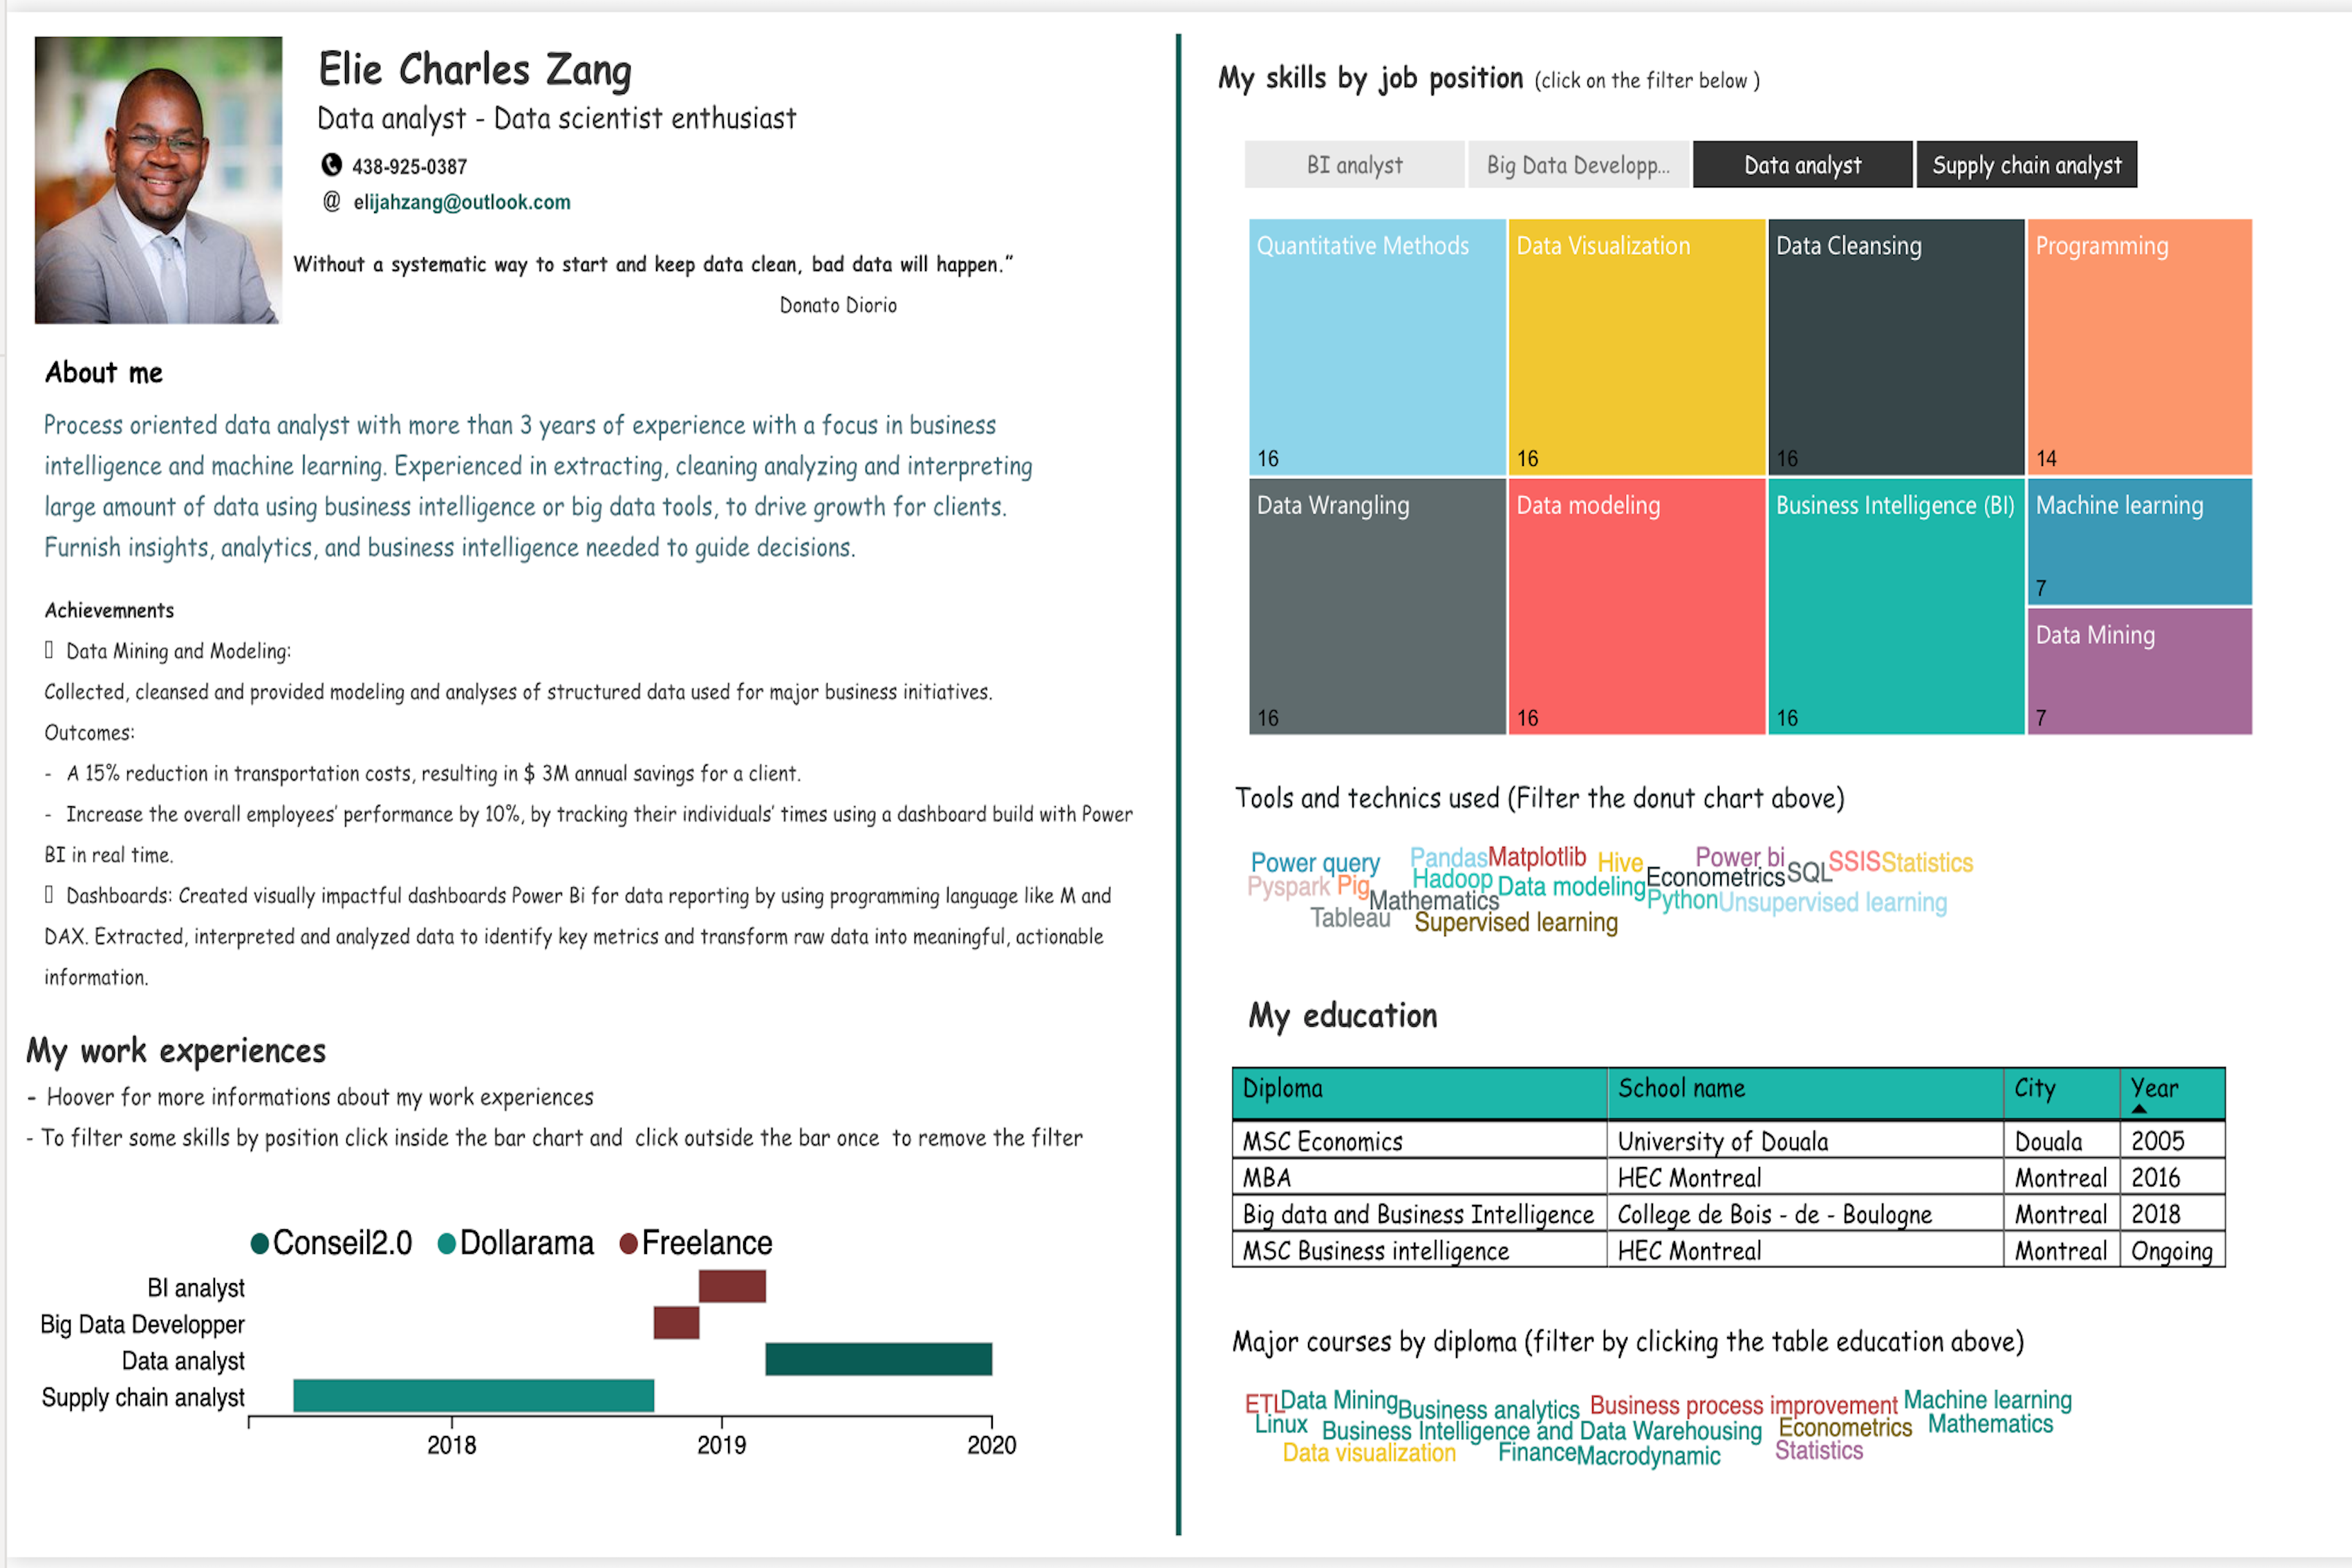 Elie Charles Zang
Data analyst - Data scientist enthusiast
438-925-0387
@ elijahzang@outlook.com
Without a systematic way to start and keep data clean, bad data will happen.”
Donato Diorio
About me
Process oriented data analyst with more than 3 years of experience with a focus in business
intelligence and machine learning. Experienced in extracting, cleaning analyzing and interpreting
large amount of data using business intelligence or big data tools, to drive growth for clients.
Furnish insights, analytics, and business intelligence needed to guide decisions.
Achievemnents
Data Mining and Modeling:
Collected, cleansed and provided modeling and analyses of structured data used for major business initiatives.
Outcomes:
- A 15% reduction in transportation costs, resulting in $ 3M annual savings for a client.
- Increase the overall employees’ performance by 10%, by tracking their individuals’ times using a dashboard build with Power
BI in real time.
Dashboards: Created visually impactful dashboards Power Bi for data reporting by using programming language like M and
DAX. Extracted, interpreted and analyzed data to identify key metrics and transform raw data into meaningful, actionable
information.
My work experiences
- Hoover for more informations about my work experiences
- To filter some skills by position click inside the bar chart and click outside the bar once to remove the filter
Conseil2.0 Dollarama Freelance
BI analyst
Big Data Developper
Data analyst
Supply chain analyst
2018 2019 2020
My skills by job position (click on the filter below )
BI analyst Big Data Developp... Data analyst Supply chain analyst
Quantitative Methods Data Visualization Data Cleansing Programming
16 16 16 14
Data Wrangling Data modeling Business Intelligence (BI) Machine learning
7
Data Mining
16 16 16 7
Tools and technics used (Filter the donut chart above)
Power query Pandas Matplotlib Hive Power bi SQL SSIS Statistics
Pyspark Pig Hadoop Data modeling Econometrics
Mathematics Python Unsupervised learning
Tableau Supervised learning
My education
Diploma School name City Year
MSC Economics University of Douala Douala 2005
MBA HEC Montreal Montreal 2016
Big data and Business Intelligence College de Bois - de - Boulogne Montreal 2018
MSC Business intelligence HEC Montreal Montreal Ongoing
Major courses by diploma (filter by clicking the table education above)
ETL Data Mining Business analytics Business process improvement Machine learning
Linux Business Intelligence and Data Warehousing Econometrics Mathematics
Data visualization Finance Macrodynamic Statistics